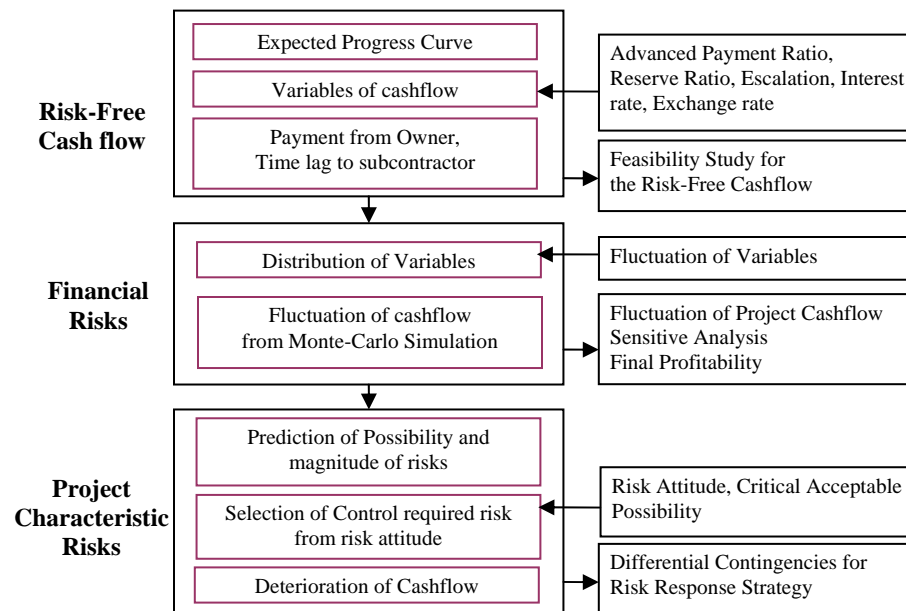 Expected Progress Curve
Variables of cashflow
Payment from Owner,
Time lag to subcontractor
Risk-Free
Cash flow
Advanced Payment Ratio,
Reserve Ratio, Escalation, Interest
rate, Exchange rate
Feasibility Study for
the Risk-Free Cashflow
Financial
Risks
Distribution of Variables
Fluctuation of cashflow
from Monte-Carlo Simulation
Fluctuation of Variables
Fluctuation of Project Cashflow
Sensitive Analysis
Final Profitability
Project
Characteristic
Risks
Prediction of Possibility and
magnitude of risks
Selection of Control required risk
from risk attitude
Deterioration of Cashflow
Risk Attitude, Critical Acceptable
Possibility
Differential Contingencies for
Risk Response Strategy